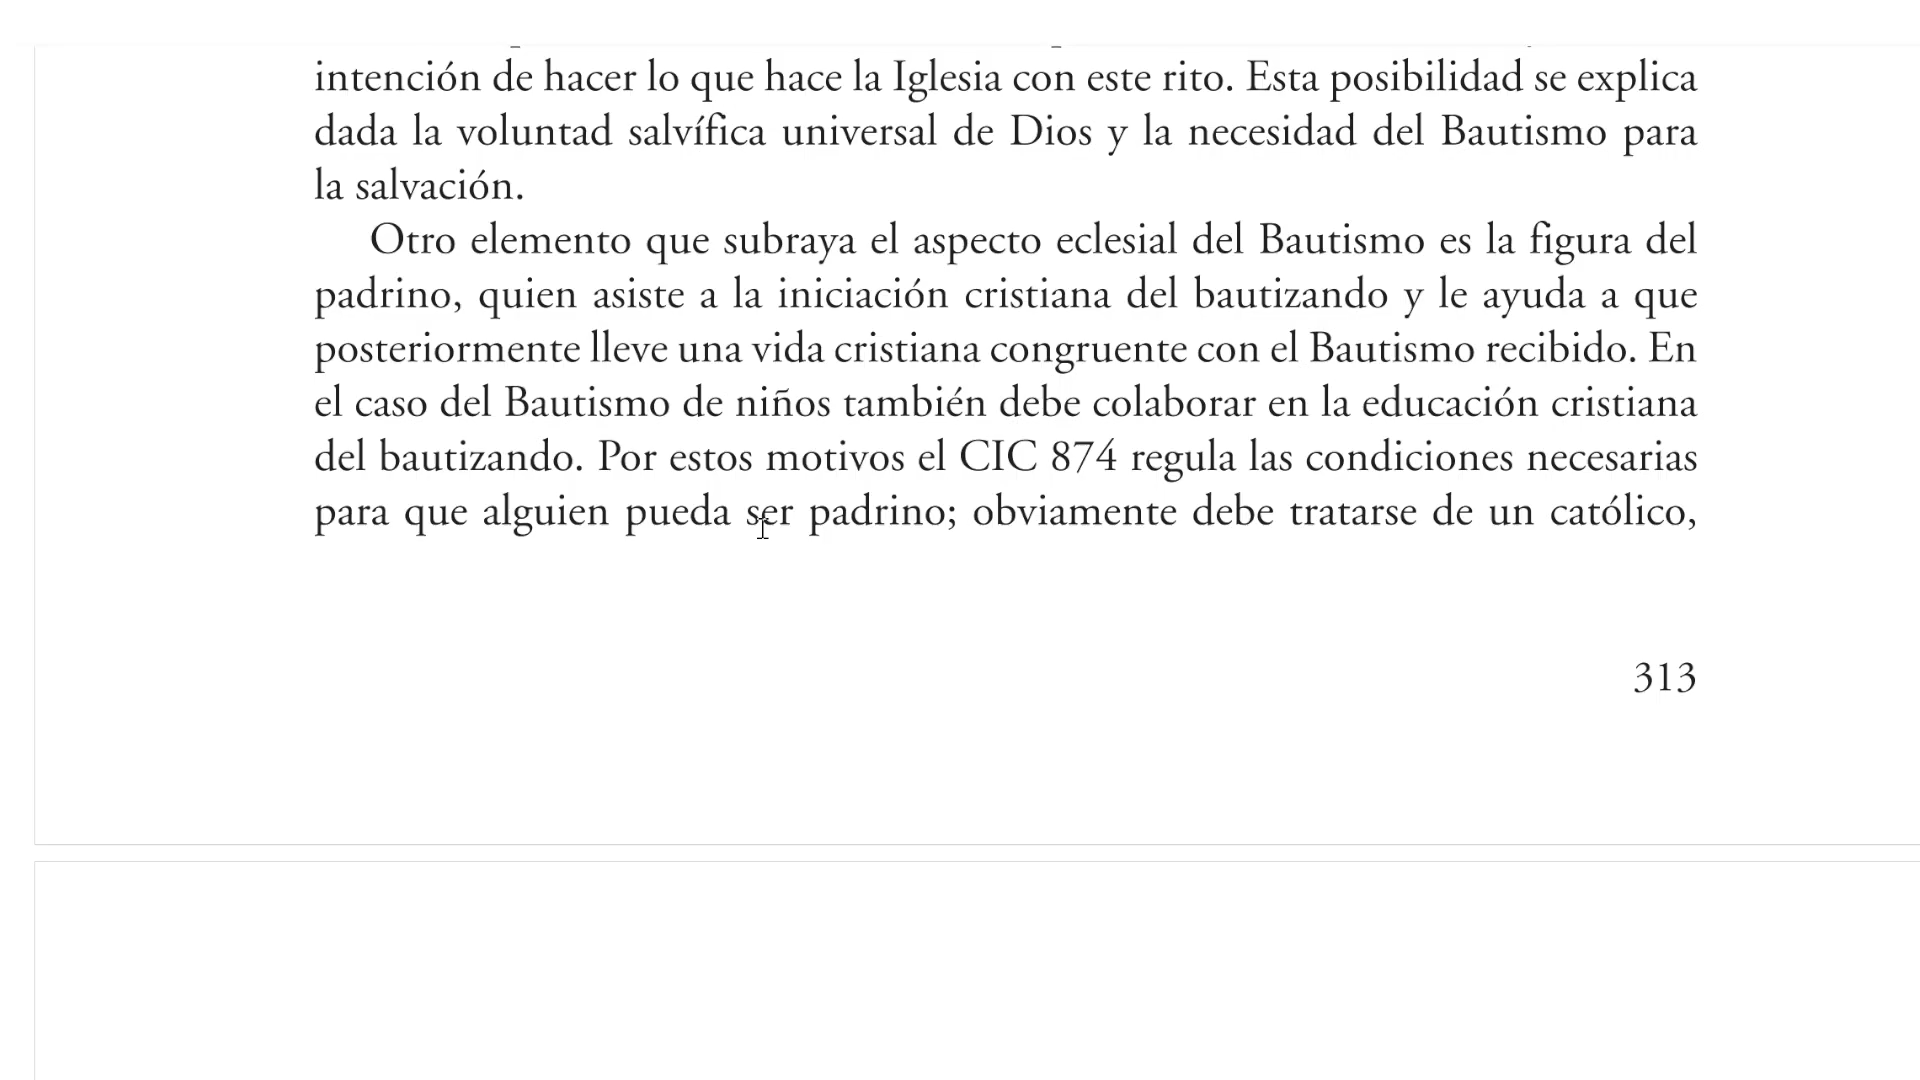 intención de hacer lo que hace la Iglesia con este rito. Esta posibilidad se explica
dada la voluntad salvífica universal de Dios y la necesidad del Bautismo para
la salvación.
Otro elemento que subraya el aspecto eclesial del Bautismo es la figura del
padrino, quien asiste a la iniciación cristiana del bautizando y le ayuda a que
posteriormente lleve una vida cristiana congruente con el Bautismo recibido. En
el caso del Bautismo de niños también debe colaborar en la educación cristiana
del bautizando. Por estos motivos el CIC 874 regula las condiciones necesarias
para que alguien pueda ser padrino; obviamente debe tratarse de un católico,
313